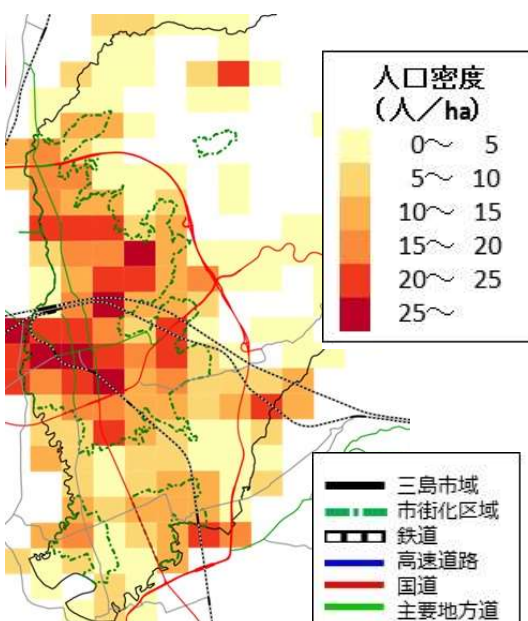 人口密度
(人／ha)
0～ 5
5～ 10
10～ 15
15～ 20
20～ 25
25～
三島市域
市街化区域
鉄道
高速道路
国道
主要地方道